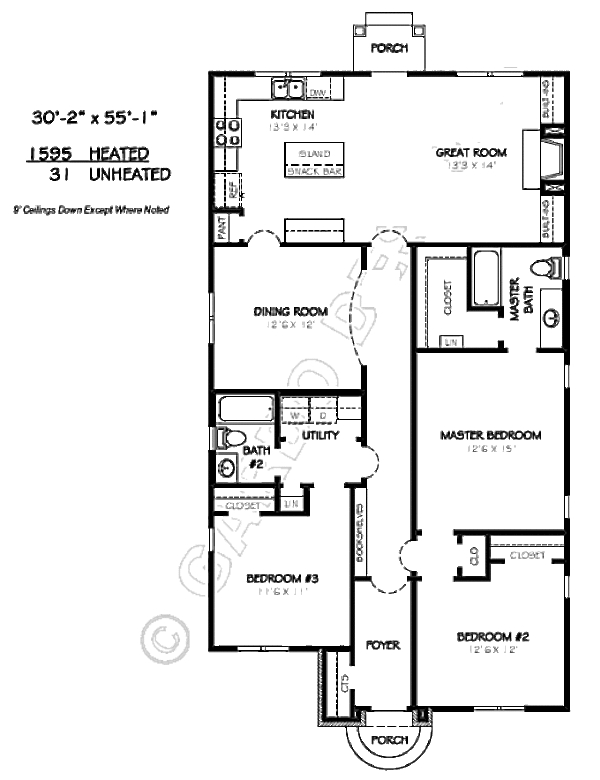 PORCH
30'-2" x 55'-1"
1595 HEATED
31 UNHEATED
9' Ceilings Down Except Where Noted
KITCHEN
13'3 X 14'
DWV
BUILT-INS
ISLAND
SNACK BAR
GREAT ROOM
13'3 X 14'
REF
PANT
BUILT-INS
DINING ROOM
12'6 X 12'
CLOSET
LIN
MASTER
BATH
W
D
UTILITY
BATH
#2
MASTER BEDROOM
12'6 X 15'
CLOSET
LIN
BOOKSHELVES
CLO
CLOSET
BEDROOM #3
11'6 X 11'
BEDROOM #2
12'6 X 12'
FOYER
CTS
PORCH